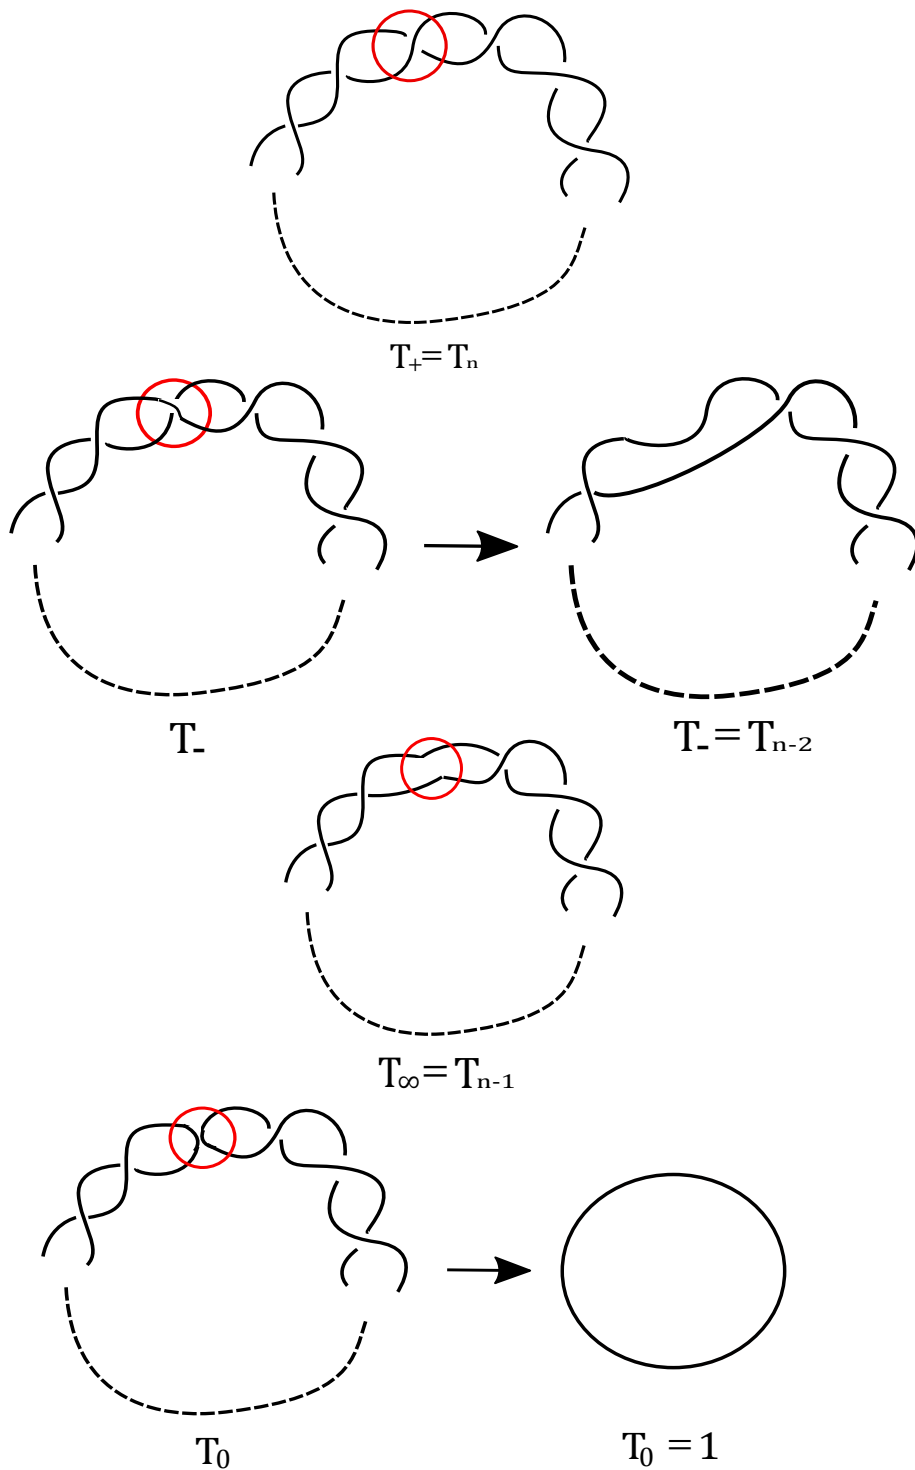 T₊ = Tₙ
T₋
T₋ = Tₙ₋₂
T∞ = Tₙ₋₁
T₀
T₀ = 1